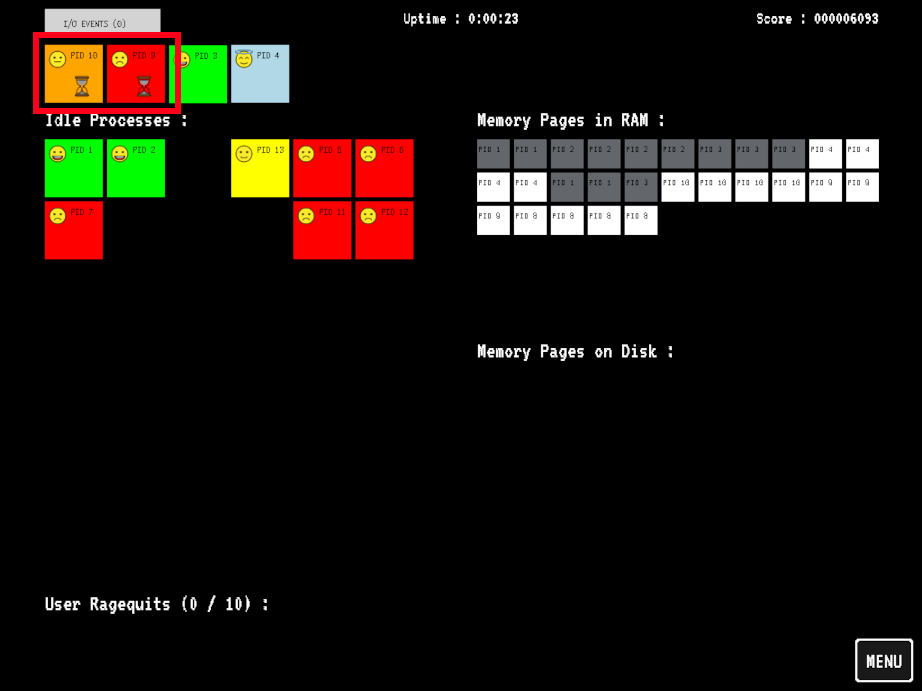 I/O EVENTS (0)
Uptime : 0:00:23
Score : 000006093
PID 10 PID 9 PID 3 PID 4
Idle Processes :
PID 1 PID 2 PID 13 PID 5 PID 6
PID 7 PID 11 PID 12
Memory Pages in RAM :
PID 1 PID 1 PID 2 PID 2 PID 2 PID 2 PID 3 PID 3 PID 3 PID 4 PID 4
PID 4 PID 4 PID 1 PID 1 PID 3 PID 10 PID 10 PID 10 PID 10 PID 9 PID 9
PID 9 PID 8 PID 8 PID 8 PID 8
Memory Pages on Disk :
User Ragequits (0 / 10) :
MENU